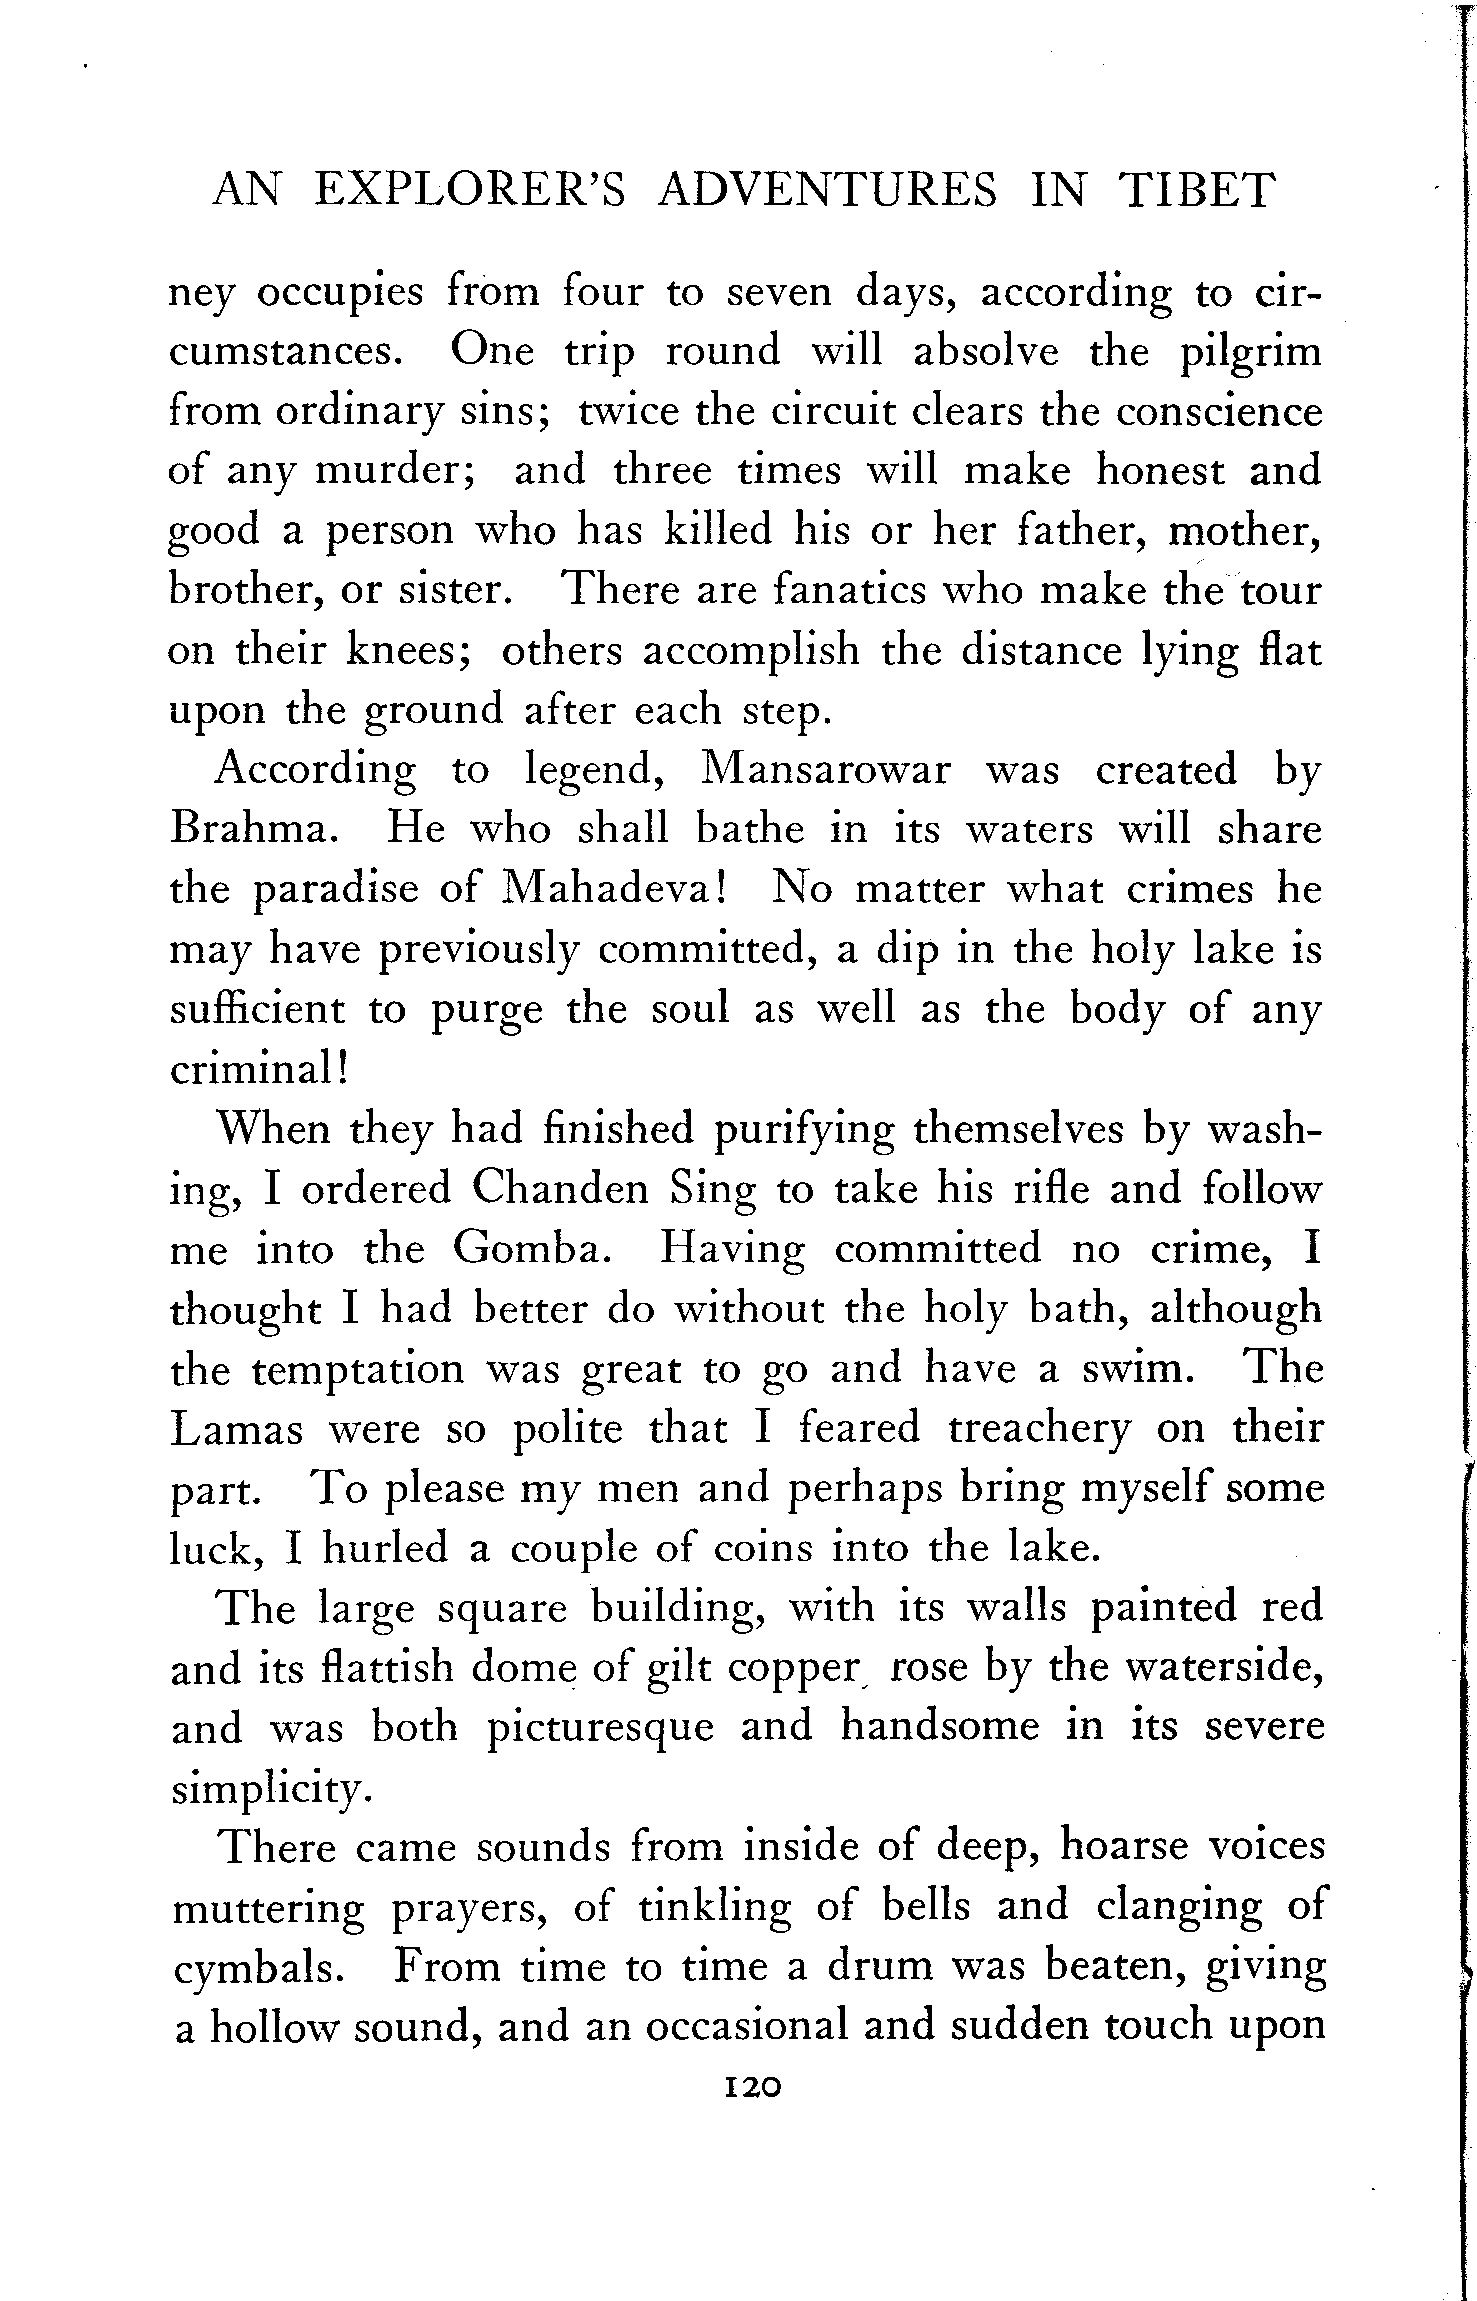 AN EXPLORER'S ADVENTURES IN TIBET
ney occupies from four to seven days, according to cir-
cumstances. One trip round will absolve the pilgrim
from ordinary sins; twice the circuit clears the conscience
of any murder; and three times will make honest and
good a person who has killed his or her father, mother,
brother, or sister. There are fanatics who make the tour
on their knees; others accomplish the distance lying flat
upon the ground after each step.
According to legend, Mansarowar was created by
Brahma. He who shall bathe in its waters will share
the paradise of Mahadeva! No matter what crimes he
may have previously committed, a dip in the holy lake is
sufficient to purge the soul as well as the body of any
criminal!
When they had finished purifying themselves by wash-
ing, I ordered Chanden Sing to take his rifle and follow
me into the Gomba. Having committed no crime, I
thought I had better do without the holy bath, although
the temptation was great to go and have a swim. The
Lamas were so polite that I feared treachery on their
part. To please my men and perhaps bring myself some
luck, I hurled a couple of coins into the lake.
The large square building, with its walls painted red
and its flattish dome of gilt copper, rose by the waterside,
and was both picturesque and handsome in its severe
simplicity.
There came sounds from inside of deep, hoarse voices
muttering prayers, of tinkling of bells and clanging of
cymbals. From time to time a drum was beaten, giving
a hollow sound, and an occasional and sudden touch upon
120